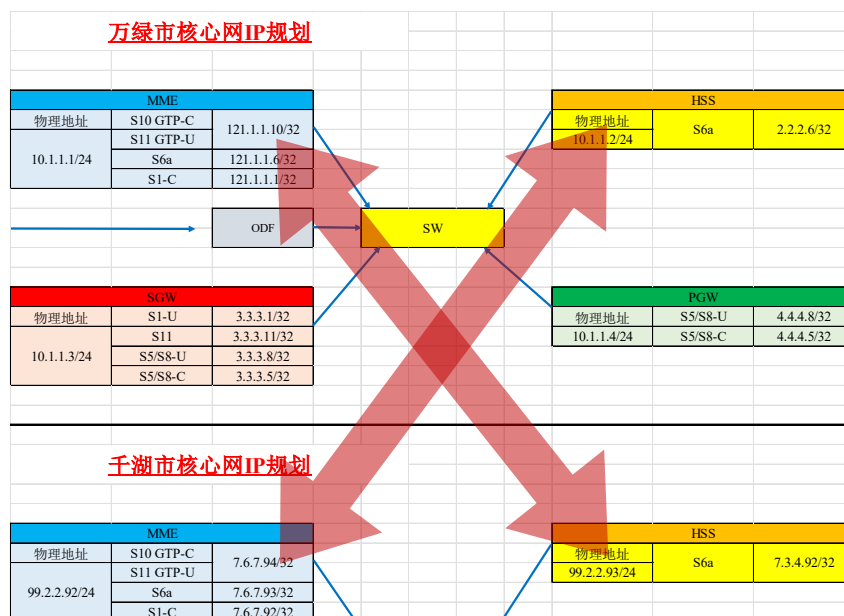 万绿市核心网IP规划
MME
物理地址 S10 GTP-C 121.1.1.10/32
S11 GTP-U
10.1.1.1/24 S6a 121.1.1.6/32
S1-C 121.1.1.1/32
HSS
物理地址 S6a 2.2.2.6/32
10.1.1.2/24
ODF
SW
SGW
物理地址 S1-U 3.3.3.1/32
10.1.1.3/24 S11 3.3.3.11/32
S5/S8-U 3.3.3.8/32
S5/S8-C 3.3.3.5/32
PGW
物理地址 S5/S8-U 4.4.4.8/32
10.1.1.4/24 S5/S8-C 4.4.4.5/32
千湖市核心网IP规划
MME
物理地址 S10 GTP-C 7.6.7.94/32
S11 GTP-U
99.2.2.92/24 S6a 7.6.7.93/32
S1-C 7.6.7.92/32
HSS
物理地址 S6a 7.3.4.92/32
99.2.2.93/24